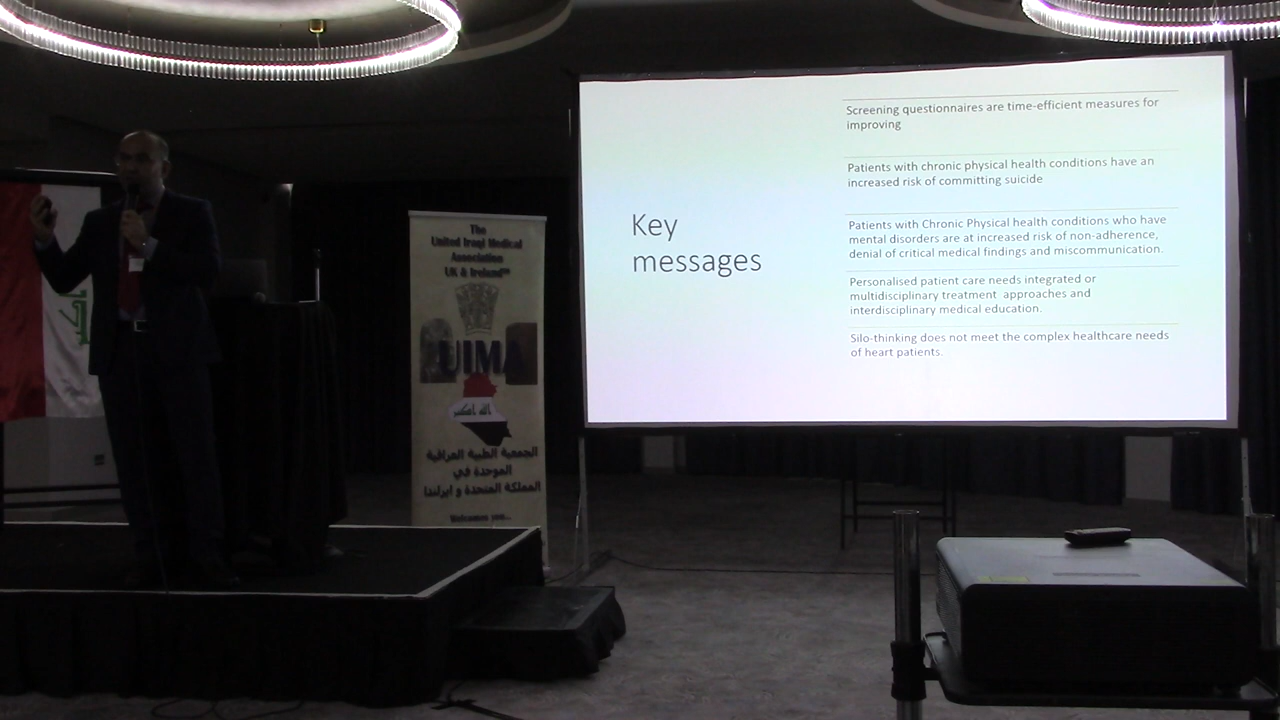 Key
messages
Screening questionnaires are time-efficient measures for
improving
Patients with chronic physical health conditions have an
increased risk of committing suicide
Patients with Chronic Physical health conditions who have
mental disorders are at increased risk of non-adherence,
denial of critical medical findings and miscommunication.
Personalised patient care needs integrated or
multidisciplinary treatment approaches and
interdisciplinary medical education.
Silo-thinking does not meet the complex healthcare needs
of heart patients.
The
United Iraqi Medical
Association
UK & Ireland
UIMA
الله اكبر
الجمعية الطبية العراقية
الموحدة في
المملكة المتحدة و ايرلندا
Welcomes you...